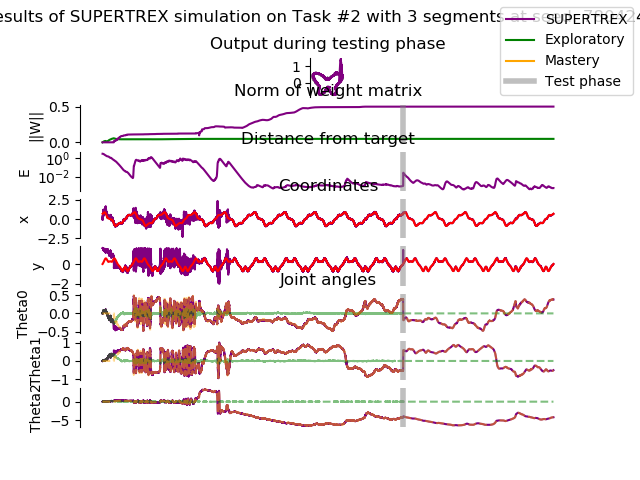 esults of SUPERTREX simulation on Task #2 with 3 segments at seed
SUPERTREX
Exploratory
Mastery
Test phase
Output during testing phase
1
0
Norm of weight matrix
||W||
0.5
0.0
Distance from target
E
10⁰
10⁻²
Coordinates
x
2.5
0.0
−2.5
y
0
−2
Joint angles
Theta0
0.5
0.0
−0.5
Theta1
1
0
−1
Theta2
0
−5